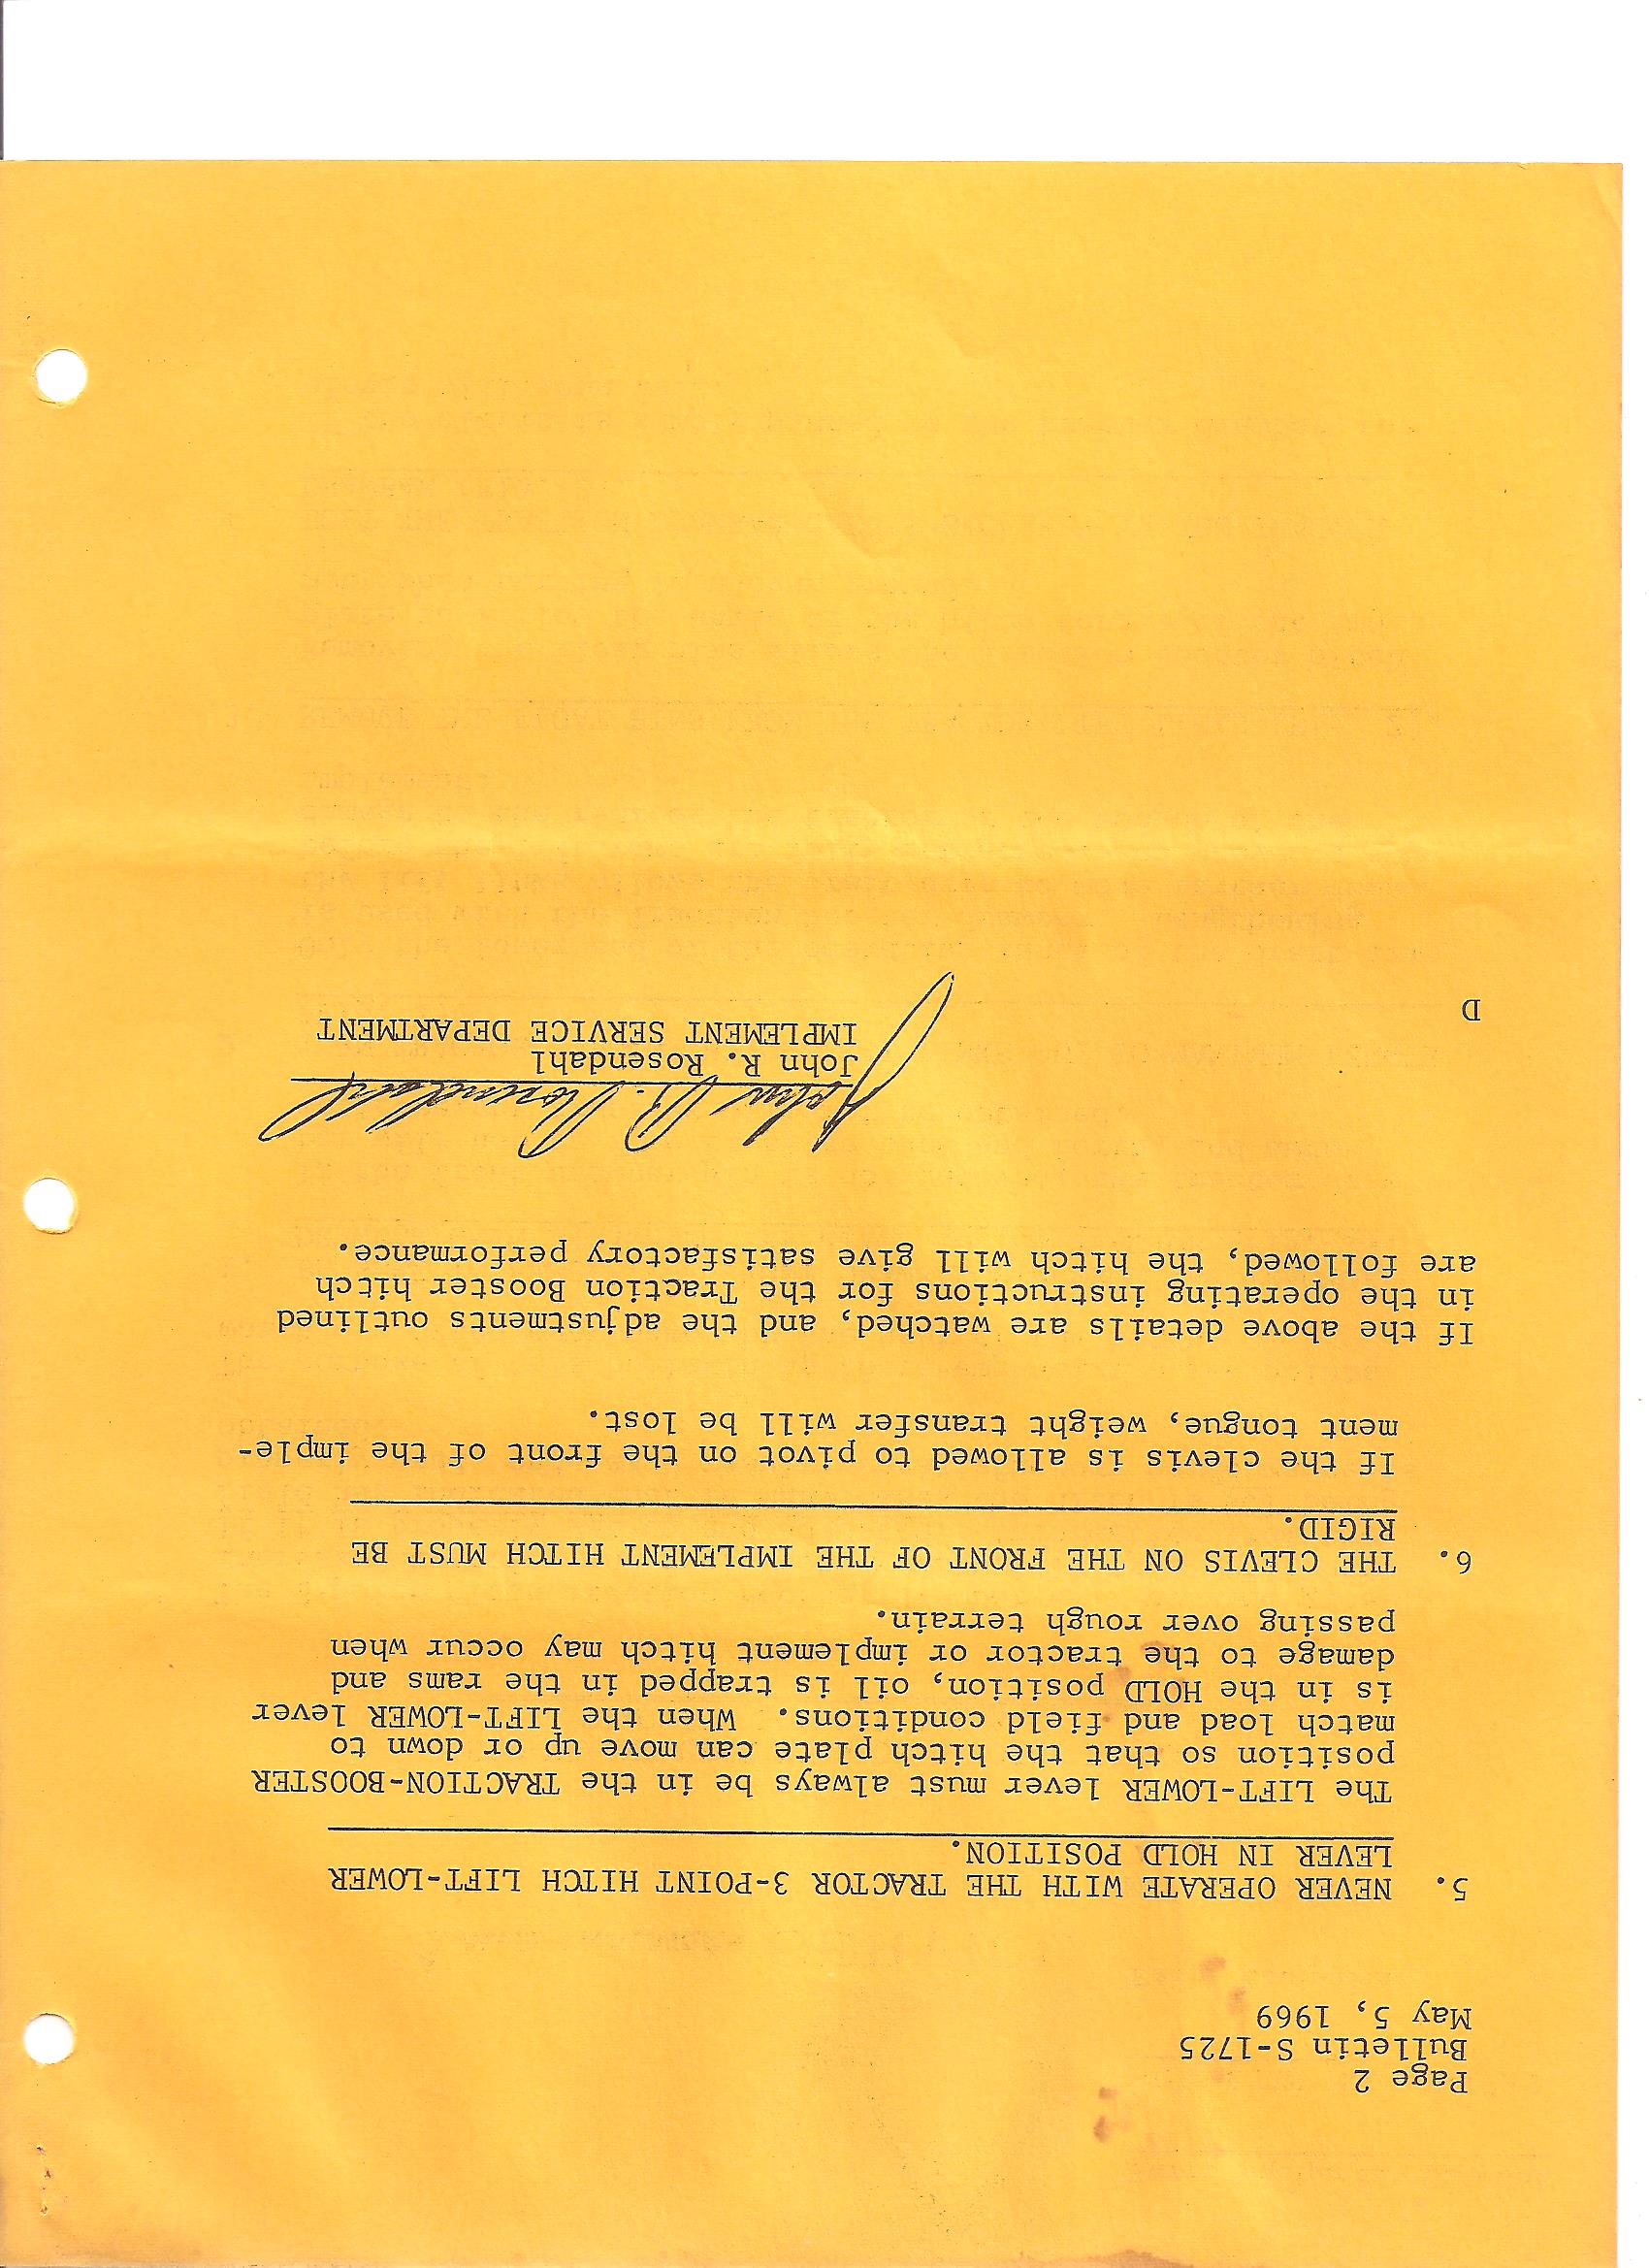 Page 2
Bulletin S-1725
May 5, 1969
5. NEVER OPERATE WITH THE TRACTOR 3-POINT HITCH LIFT-LOWER
LEVER IN HOLD POSITION.
The LIFT-LOWER lever must always be in the TRACTION-BOOSTER
position so that the hitch plate can move up or down to
match load and field conditions. When the LIFT-LOWER lever
is in the HOLD position, oil is trapped in the rams and
damage to the tractor or implement hitch may occur when
passing over rough terrain.
6. THE CLEVIS ON THE FRONT OF THE IMPLEMENT HITCH MUST BE
RIGID.
If the clevis is allowed to pivot on the front of the imple-
ment tongue, weight transfer will be lost.
If the above details are watched, and the adjustments outlined
in the operating instructions for the Traction Booster hitch
are followed, the hitch will give satisfactory performance.
John R. Rosendahl
John R. Rosendahl
IMPLEMENT SERVICE DEPARTMENT
D